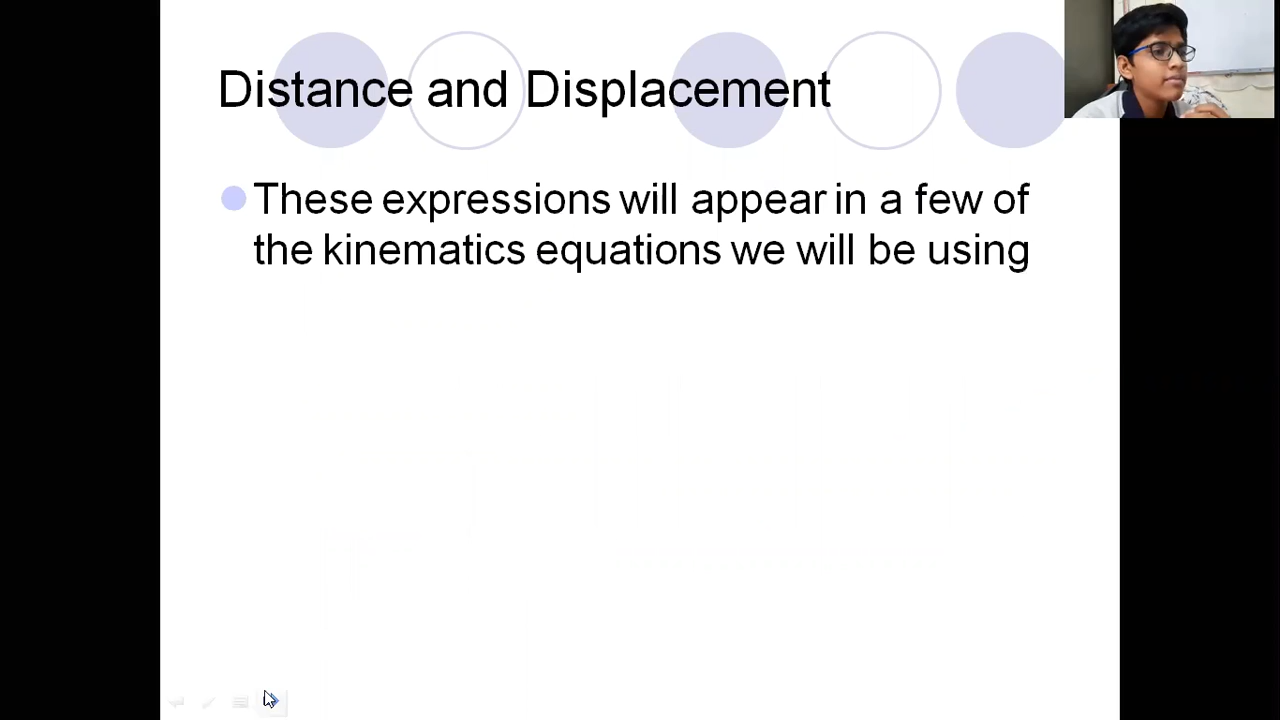 Distance and Displacement
These expressions will appear in a few of
the kinematics equations we will be using